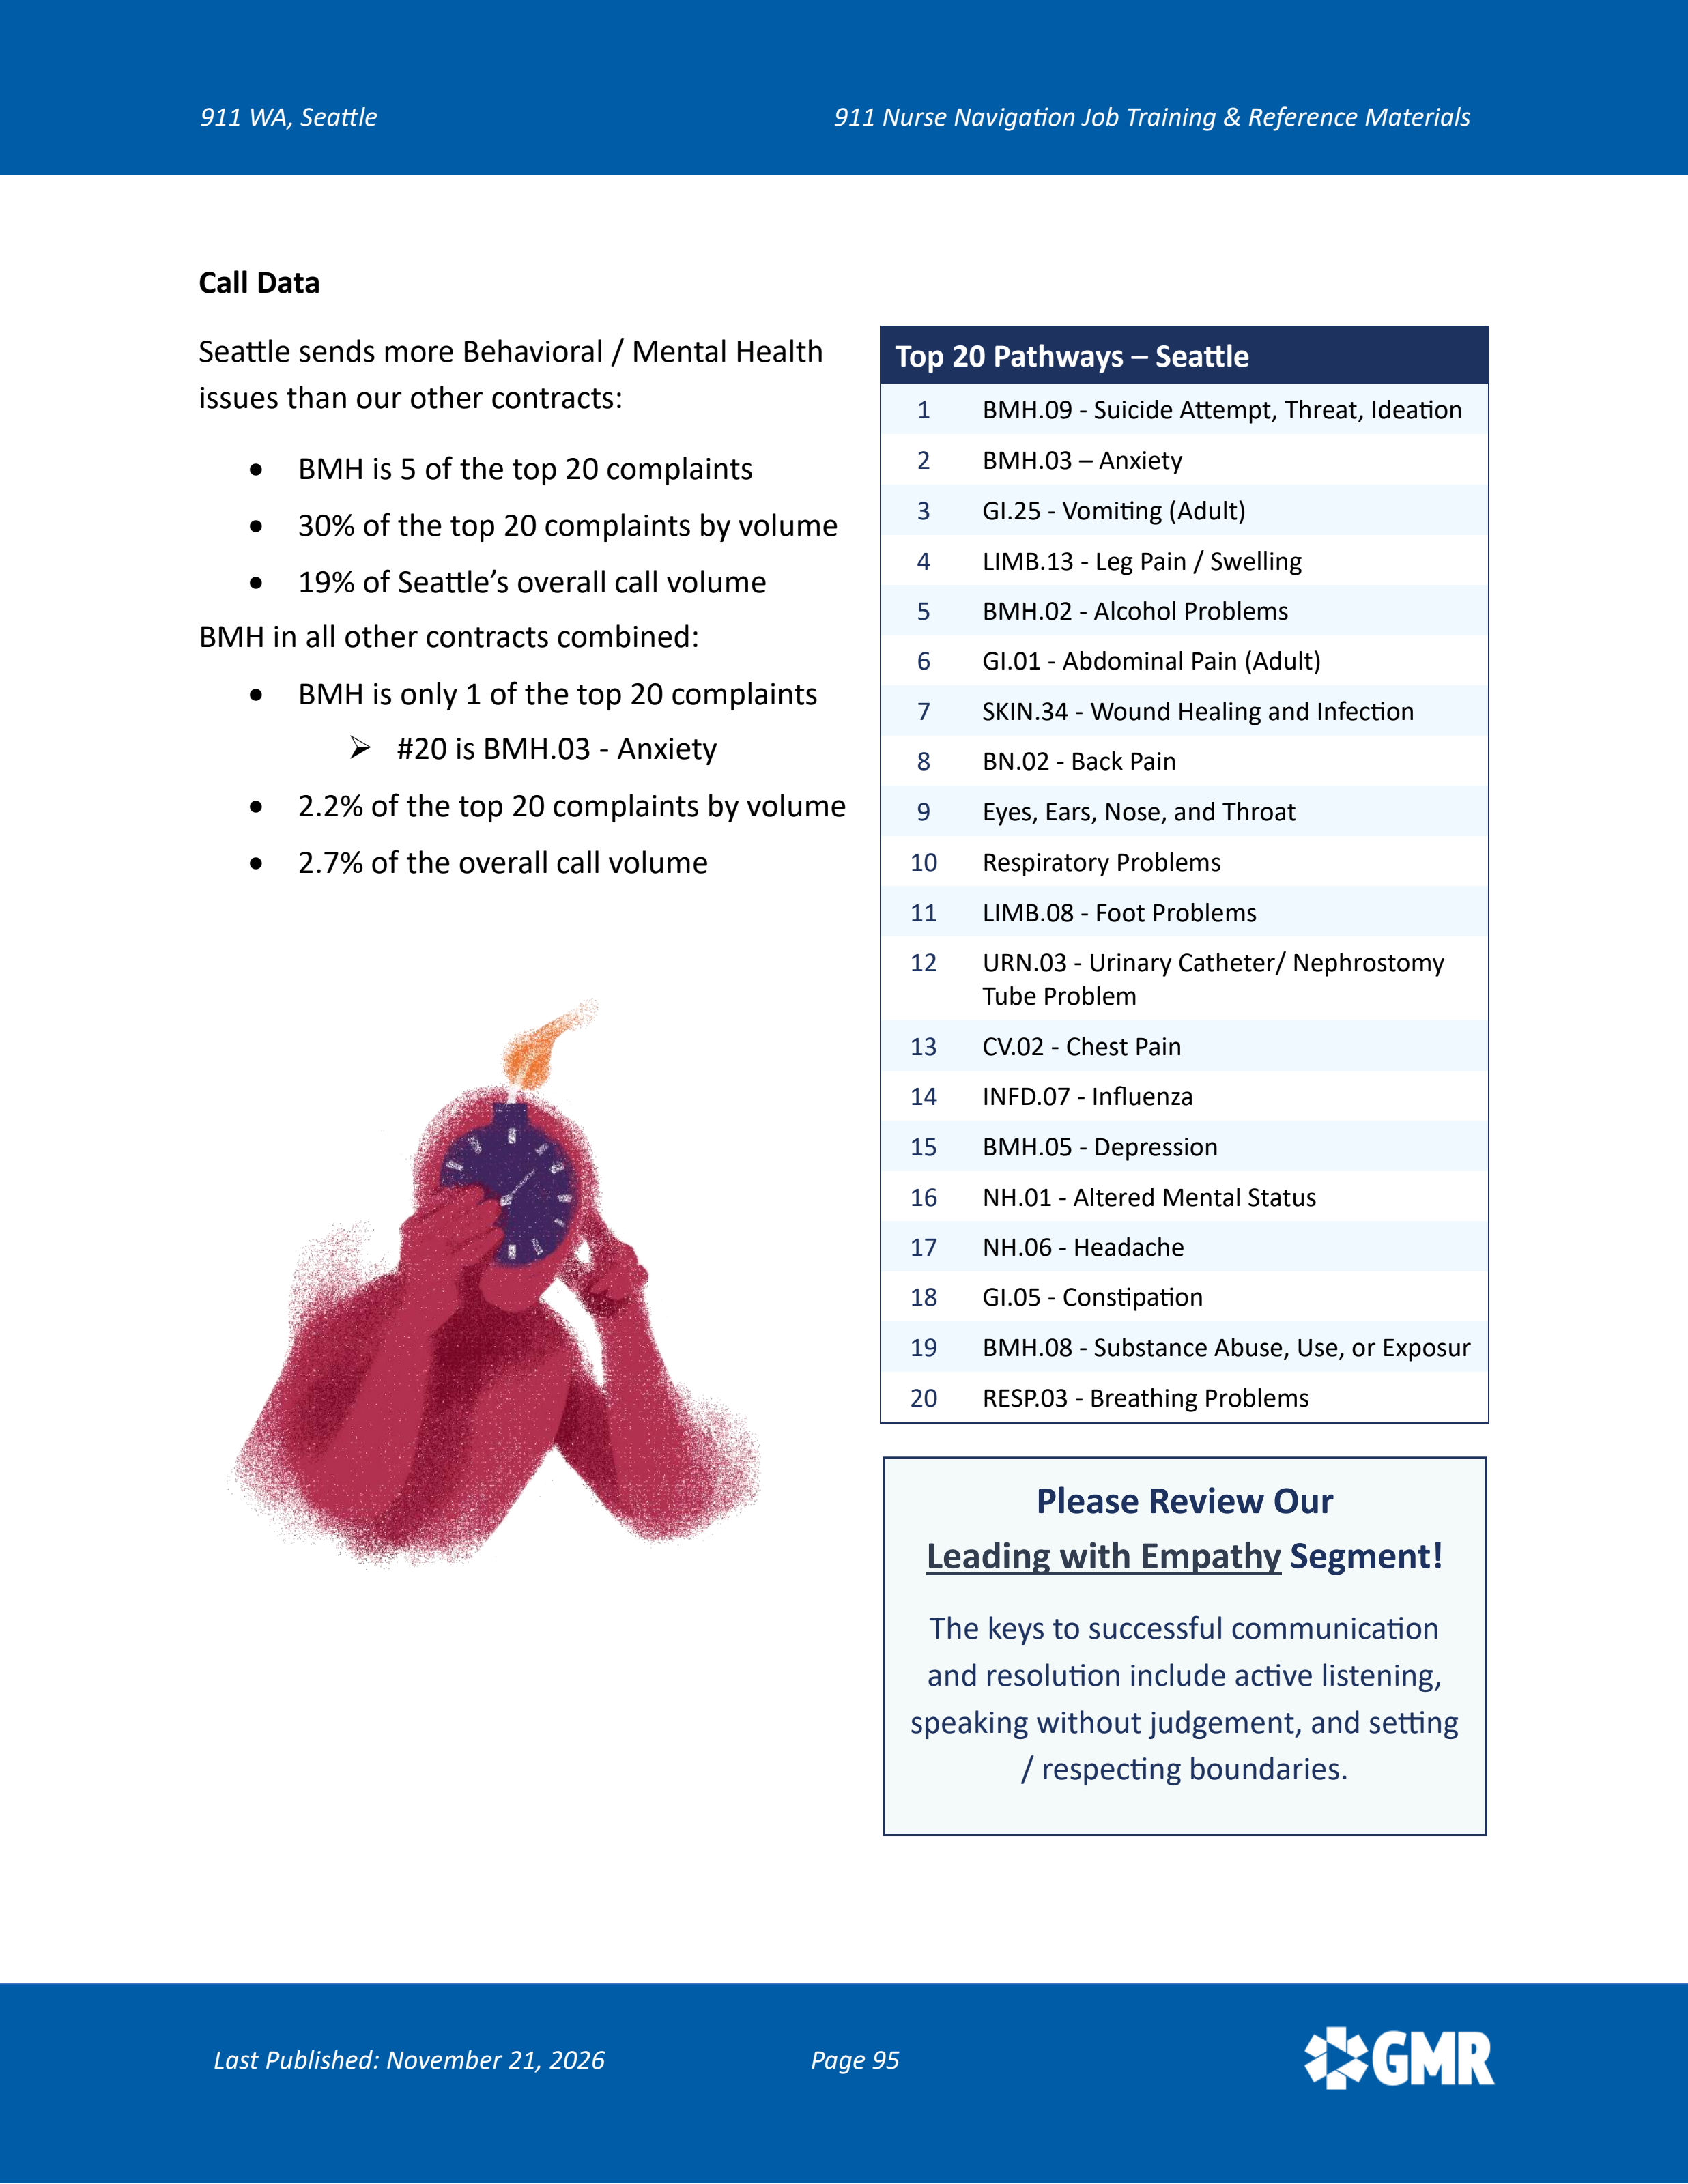 911 WA, Seattle
911 Nurse Navigation Job Training & Reference Materials
Call Data
Seattle sends more Behavioral / Mental Health
issues than our other contracts:
• BMH is 5 of the top 20 complaints
• 30% of the top 20 complaints by volume
• 19% of Seattle’s overall call volume
BMH in all other contracts combined:
• BMH is only 1 of the top 20 complaints
➢ #20 is BMH.03 - Anxiety
• 2.2% of the top 20 complaints by volume
• 2.7% of the overall call volume
Top 20 Pathways – Seattle
1 BMH.09 - Suicide Attempt, Threat, Ideation
2 BMH.03 – Anxiety
3 GI.25 - Vomiting (Adult)
4 LIMB.13 - Leg Pain / Swelling
5 BMH.02 - Alcohol Problems
6 GI.01 - Abdominal Pain (Adult)
7 SKIN.34 - Wound Healing and Infection
8 BN.02 - Back Pain
9 Eyes, Ears, Nose, and Throat
10 Respiratory Problems
11 LIMB.08 - Foot Problems
12 URN.03 - Urinary Catheter/ Nephrostomy
Tube Problem
13 CV.02 - Chest Pain
14 INFD.07 - Influenza
15 BMH.05 - Depression
16 NH.01 - Altered Mental Status
17 NH.06 - Headache
18 GI.05 - Constipation
19 BMH.08 - Substance Abuse, Use, or Exposur
20 RESP.03 - Breathing Problems
Please Review Our
Leading with Empathy Segment!
The keys to successful communication
and resolution include active listening,
speaking without judgement, and setting
/ respecting boundaries.
Last Published: November 21, 2026
Page 95
GMR